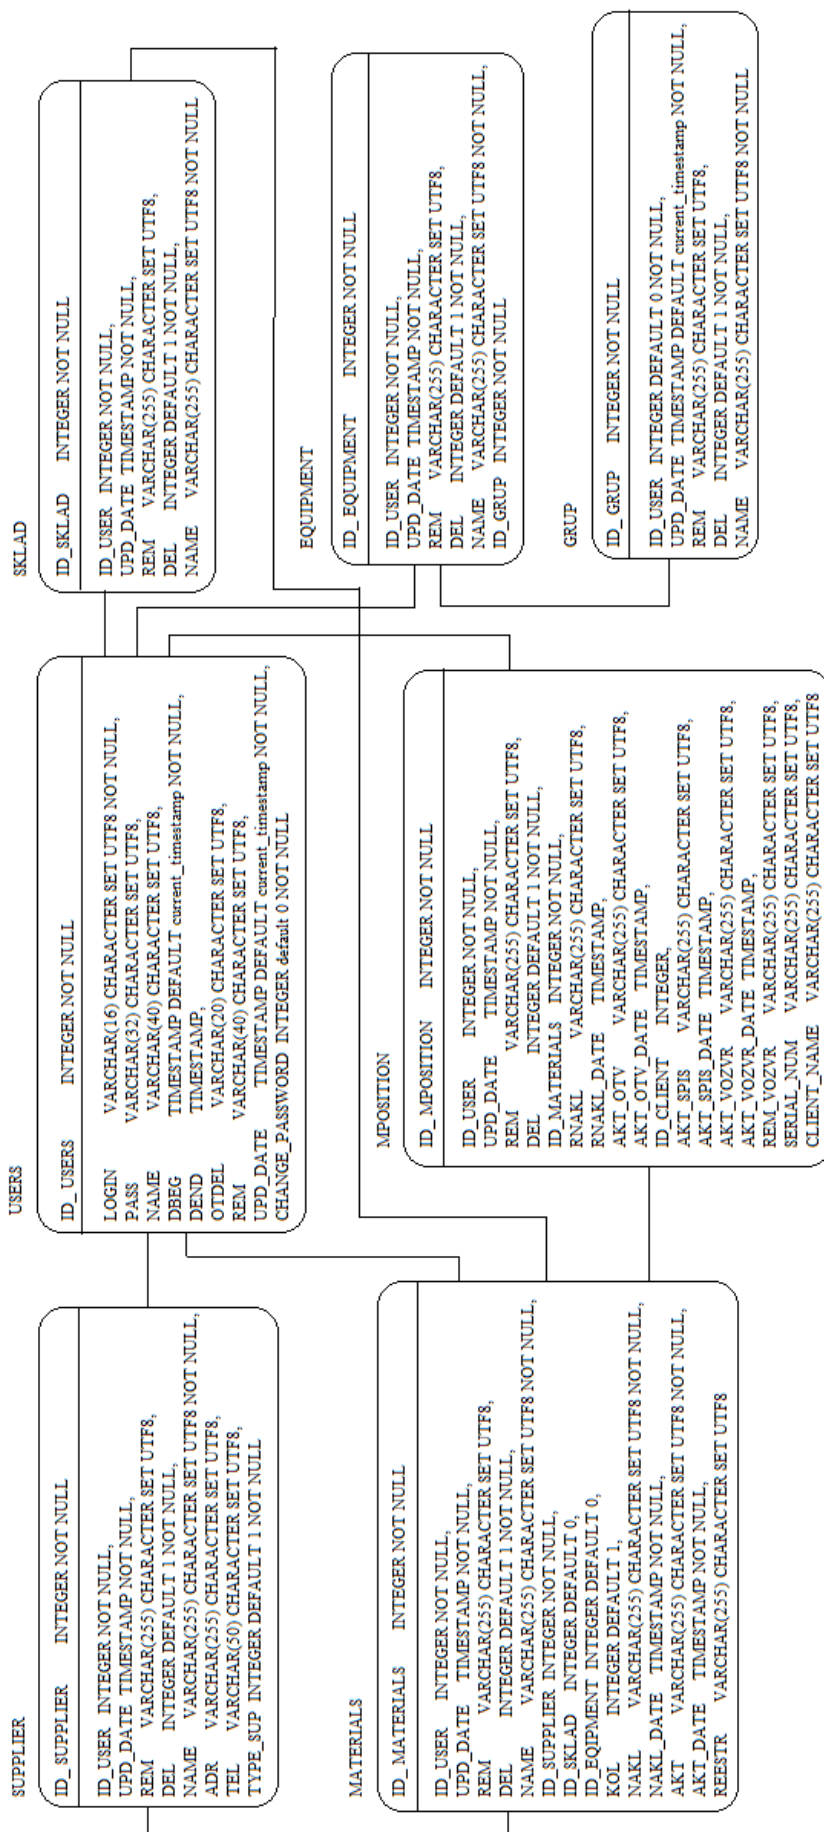 SUPPLIER
ID_SUPPLIER INTEGER NOT NULL
ID_USER INTEGER NOT NULL,
UPD_DATE TIMESTAMP NOT NULL,
REM VARCHAR(255) CHARACTER SET UTF8,
DEL INTEGER DEFAULT 1 NOT NULL,
NAME VARCHAR(255) CHARACTER SET UTF8 NOT NULL,
ADR VARCHAR(255) CHARACTER SET UTF8,
TEL VARCHAR(50) CHARACTER SET UTF8,
TYPE_SUP INTEGER DEFAULT 1 NOT NULL
USERS
ID_USERS INTEGER NOT NULL
LOGIN VARCHAR(16) CHARACTER SET UTF8 NOT NULL,
PASS VARCHAR(32) CHARACTER SET UTF8,
NAME VARCHAR(40) CHARACTER SET UTF8,
DBEG TIMESTAMP DEFAULT current_timestamp NOT NULL,
DEND TIMESTAMP,
OTDEL VARCHAR(20) CHARACTER SET UTF8,
REM VARCHAR(40) CHARACTER SET UTF8,
UPD_DATE TIMESTAMP DEFAULT current_timestamp NOT NULL,
CHANGE_PASSWORD INTEGER default 0 NOT NULL
SKLAD
ID_SKLAD INTEGER NOT NULL
ID_USER INTEGER NOT NULL,
UPD_DATE TIMESTAMP NOT NULL,
REM VARCHAR(255) CHARACTER SET UTF8,
DEL INTEGER DEFAULT 1 NOT NULL,
NAME VARCHAR(255) CHARACTER SET UTF8 NOT NULL
EQUIPMENT
ID_EQUIPMENT INTEGER NOT NULL
ID_USER INTEGER NOT NULL,
UPD_DATE TIMESTAMP NOT NULL,
REM VARCHAR(255) CHARACTER SET UTF8,
DEL INTEGER DEFAULT 1 NOT NULL,
NAME VARCHAR(255) CHARACTER SET UTF8 NOT NULL,
ID_GRUP INTEGER NOT NULL
MATERIALS
ID_MATERIALS INTEGER NOT NULL
ID_USER INTEGER NOT NULL,
UPD_DATE TIMESTAMP NOT NULL,
REM VARCHAR(255) CHARACTER SET UTF8,
DEL INTEGER DEFAULT 1 NOT NULL,
NAME VARCHAR(255) CHARACTER SET UTF8 NOT NULL,
ID_SUPPLIER INTEGER NOT NULL,
ID_SKLAD INTEGER DEFAULT 0,
ID_EQIPMENT INTEGER DEFAULT 0,
KOL INTEGER DEFAULT 1,
NAKL VARCHAR(255) CHARACTER SET UTF8 NOT NULL,
NAKL_DATE TIMESTAMP NOT NULL,
AKT VARCHAR(255) CHARACTER SET UTF8 NOT NULL,
AKT_DATE TIMESTAMP NOT NULL,
REESTR VARCHAR(255) CHARACTER SET UTF8
MPOSITION
ID_MPOSITION INTEGER NOT NULL
ID_USER INTEGER NOT NULL,
UPD_DATE TIMESTAMP NOT NULL,
REM VARCHAR(255) CHARACTER SET UTF8,
DEL INTEGER DEFAULT 1 NOT NULL,
ID_MATERIALS INTEGER NOT NULL,
RNAKL VARCHAR(255) CHARACTER SET UTF8,
RNAKL_DATE TIMESTAMP,
AKT_OTV VARCHAR(255) CHARACTER SET UTF8,
AKT_OTV_DATE TIMESTAMP,
ID_CLIENT INTEGER,
AKT_SPIS VARCHAR(255) CHARACTER SET UTF8,
AKT_SPIS_DATE TIMESTAMP,
AKT_VOZVR VARCHAR(255) CHARACTER SET UTF8,
AKT_VOZVR_DATE TIMESTAMP,
REM_VOZVR VARCHAR(255) CHARACTER SET UTF8,
SERIAL_NUM VARCHAR(255) CHARACTER SET UTF8,
CLIENT_NAME VARCHAR(255) CHARACTER SET UTF8
GRUP
ID_GRUP INTEGER NOT NULL
ID_USER INTEGER DEFAULT 0 NOT NULL,
UPD_DATE TIMESTAMP DEFAULT current_timestamp NOT NULL,
REM VARCHAR(255) CHARACTER SET UTF8,
DEL INTEGER DEFAULT 1 NOT NULL,
NAME VARCHAR(255) CHARACTER SET UTF8 NOT NULL